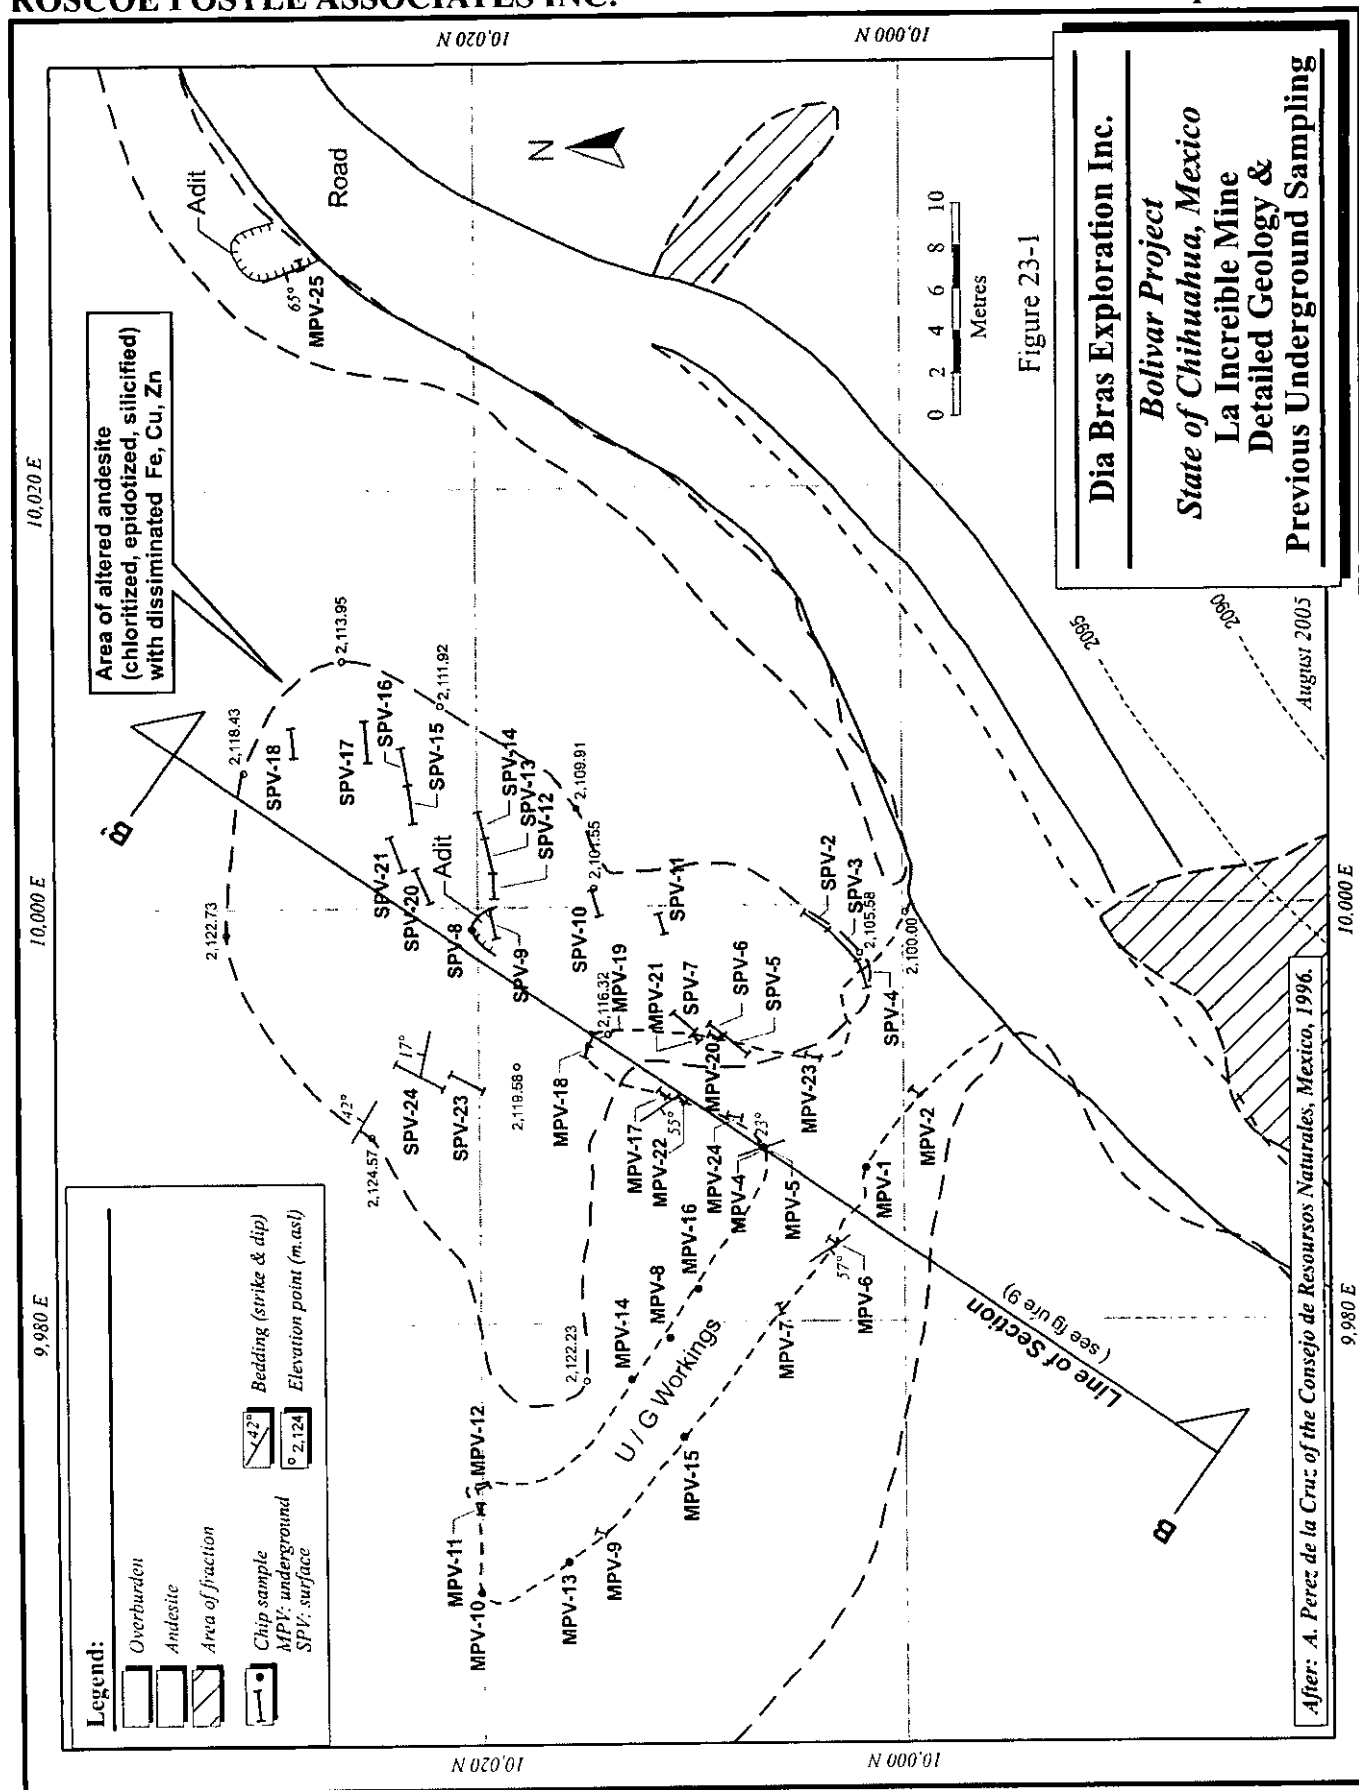 ROSCOE POSTLE ASSOCIATES INC.
9,980 E
10,000 E
10,020 E
10,020 N
10,000 N
Legend:
Overburden
Andesite
Area of fraction
Chip sample
MPV: underground
SPV: surface
42°
Bedding (strike & dip)
2,124
Elevation point (m.asl)
Area of altered andesite
(chloritized, epidotized, silicified)
with dissiminated Fe, Cu, Zn
Adit
65°
MPV-25
Road
N
B'
2,122.73
2,118.43
2,113.95
2,111.92
2,109.91
2,101.55
2,124.57
42°
17°
SPV-24
SPV-23
2,119.58
SPV-18
SPV-17
SPV-16
SPV-15
SPV-21
SPV-20
Adit
SPV-14
SPV-13
SPV-12
SPV-8
SPV-9
SPV-10
SPV-11
2,116.32
MPV-19
MPV-18
MPV-21
SPV-7
SPV-6
SPV-5
MPV-20
MPV-23
SPV-2
SPV-3
2,105.58
SPV-4
2,100.00
MPV-17
55°
MPV-22
MPV-24
23°
MPV-4
MPV-5
MPV-16
MPV-8
MPV-14
2,122.23
MPV-12
MPV-11
MPV-10
MPV-13
MPV-9
MPV-15
U / G Workings
MPV-7
57°
MPV-6
MPV-1
MPV-2
Line of Section
( see figure 9)
B
0 2 4 6 8 10
Metres
Figure 23-1
2095
2090
August 2005
Dia Bras Exploration Inc.
Bolivar Project
State of Chihuahua, Mexico
La Increible Mine
Detailed Geology &
Previous Underground Sampling
After: A. Perez de la Cruz of the Consejo de Resoursos Naturales, Mexico, 1996.
10,020 N
10,000 N
9,980 E
10,000 E